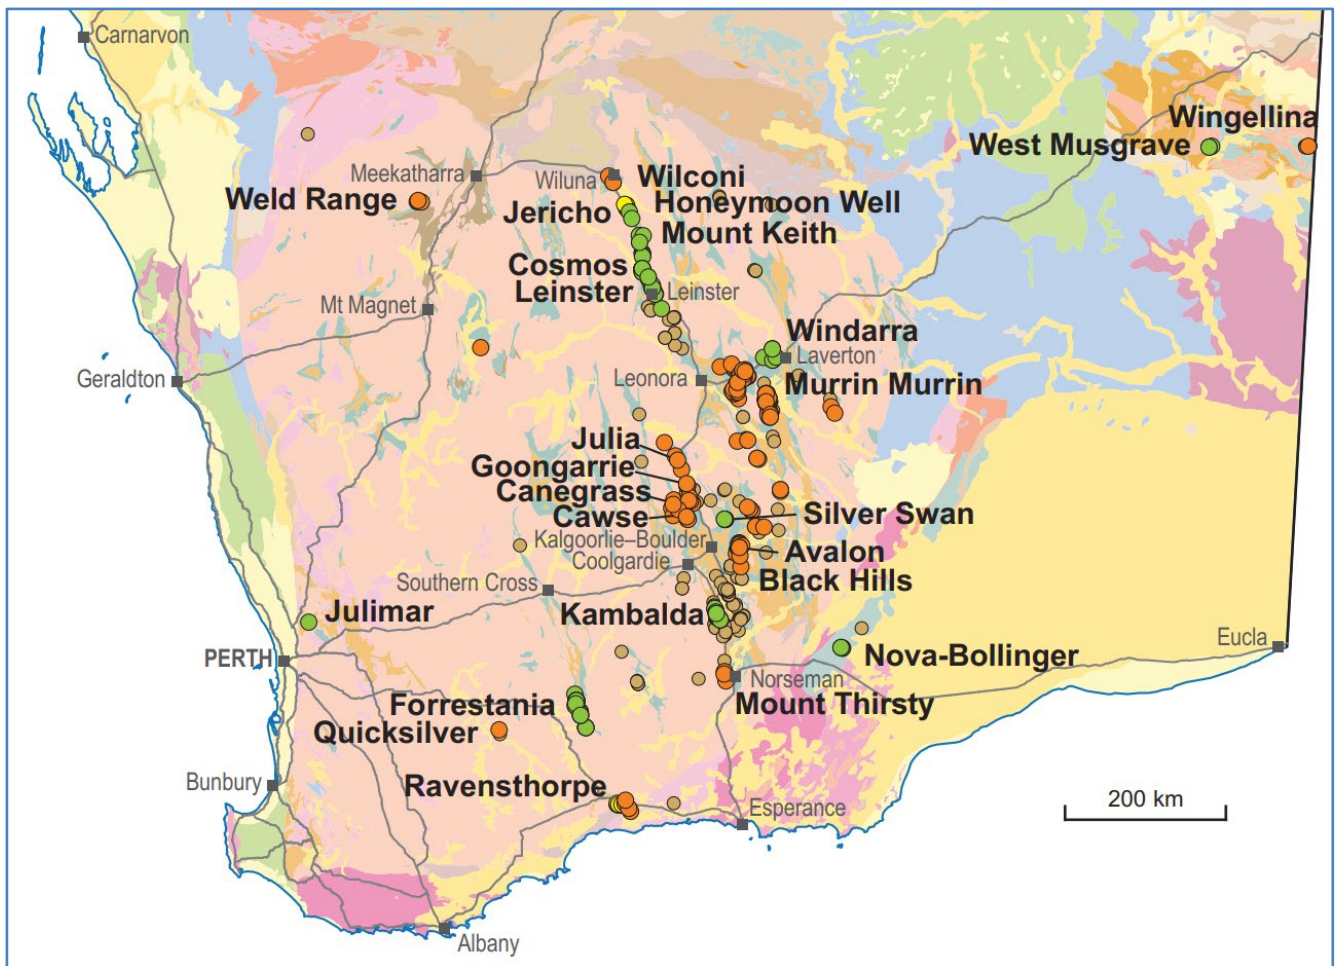 Carnarvon
Wingellina
West Musgrave
Meekatharra
Wiluna
Wilconi
Weld Range
Honeymoon Well
Jericho
Mount Keith
Cosmos
Leinster
Leinster
Mt Magnet
Windarra
Laverton
Geraldton
Leonora
Murrin Murrin
Julia
Goongarrie
Canegrass
Cawse
Silver Swan
Kalgoorlie–Boulder
Avalon
Coolgardie
Black Hills
Southern Cross
Julimar
Kambalda
Eucla
PERTH
Nova-Bollinger
Norseman
Forrestania
Mount Thirsty
Quicksilver
Bunbury
Ravensthorpe
200 km
Esperance
Albany